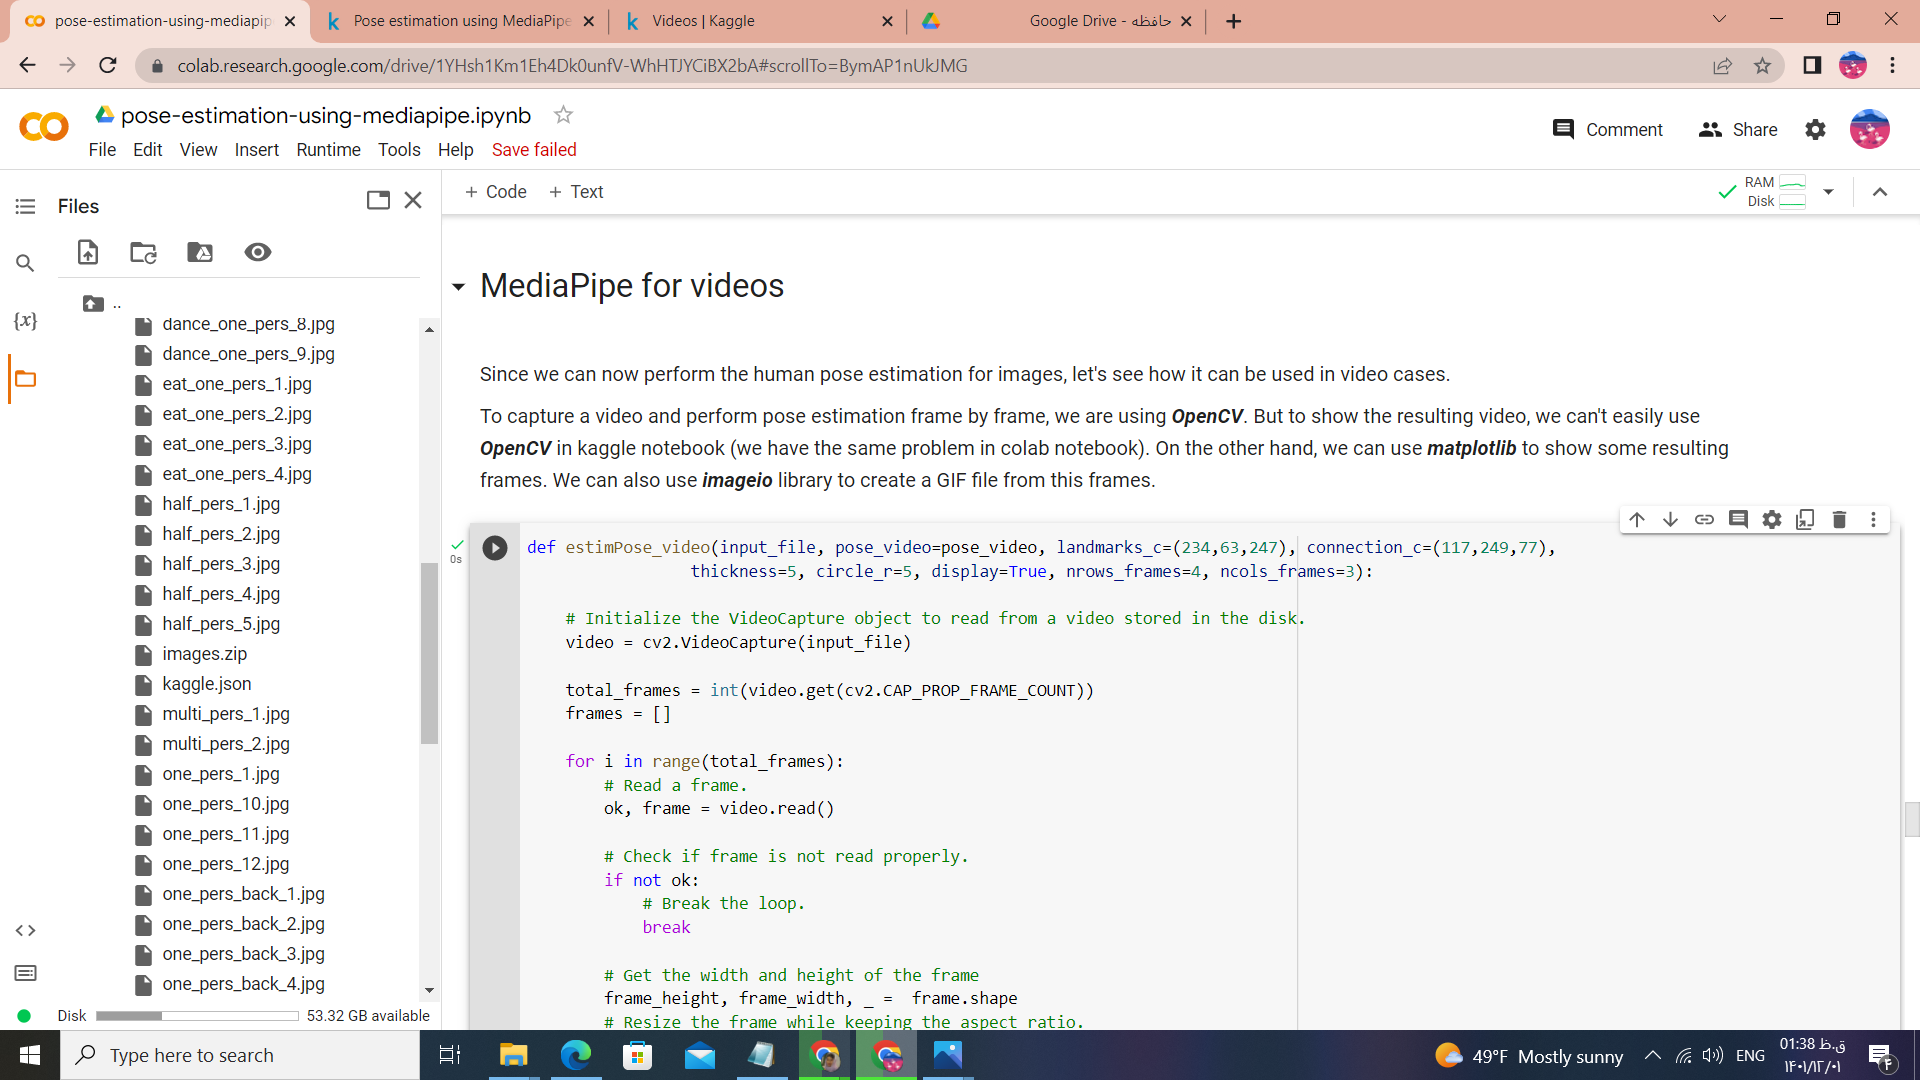 pose-estimation-using-mediapip
Pose estimation using MediaPipe
Videos | Kaggle
Google Drive - حافظه
colab.research.google.com/drive/1YHsh1Km1Eh4Dk0unfV-WhHTJYCiBX2bA#scrollTo=BymAP1nUkJMG
pose-estimation-using-mediapipe.ipynb
Comment
Share
File Edit View Insert Runtime Tools Help Save failed
Files
+ Code + Text
RAM
Disk
..
dance_one_pers_8.jpg
dance_one_pers_9.jpg
eat_one_pers_1.jpg
eat_one_pers_2.jpg
eat_one_pers_3.jpg
eat_one_pers_4.jpg
half_pers_1.jpg
half_pers_2.jpg
half_pers_3.jpg
half_pers_4.jpg
half_pers_5.jpg
images.zip
kaggle.json
multi_pers_1.jpg
multi_pers_2.jpg
one_pers_1.jpg
one_pers_10.jpg
one_pers_11.jpg
one_pers_12.jpg
one_pers_back_1.jpg
one_pers_back_2.jpg
one_pers_back_3.jpg
one_pers_back_4.jpg
Disk 53.32 GB available
MediaPipe for videos
Since we can now perform the human pose estimation for images, let's see how it can be used in video cases.
To capture a video and perform pose estimation frame by frame, we are using OpenCV. But to show the resulting video, we can't easily use
OpenCV in kaggle notebook (we have the same problem in colab notebook). On the other hand, we can use matplotlib to show some resulting
frames. We can also use imageio library to create a GIF file from this frames.
0s
def estimPose_video(input_file, pose_video=pose_video, landmarks_c=(234,63,247), connection_c=(117,249,77),
thickness=5, circle_r=5, display=True, nrows_frames=4, ncols_frames=3):
# Initialize the VideoCapture object to read from a video stored in the disk.
video = cv2.VideoCapture(input_file)
total_frames = int(video.get(cv2.CAP_PROP_FRAME_COUNT))
frames = []
for i in range(total_frames):
# Read a frame.
ok, frame = video.read()
# Check if frame is not read properly.
if not ok:
# Break the loop.
break
# Get the width and height of the frame
frame_height, frame_width, _ =  frame.shape
# Resize the frame while keeping the aspect ratio.
Type here to search
49°F Mostly sunny
ENG
01:38 ق.ظ
۱۴۰۱/۱۲/۰۱
۴